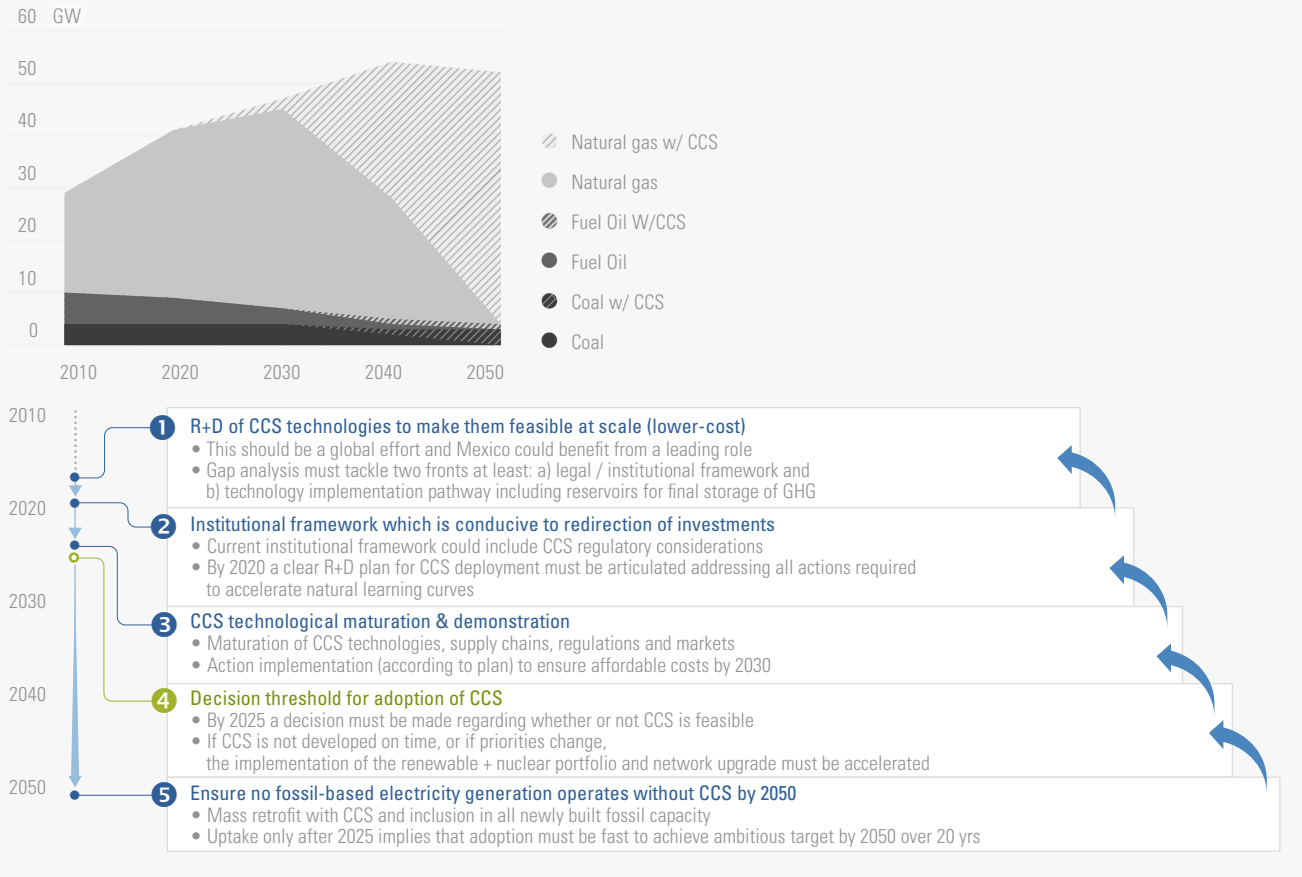 60 GW
50
40
30
20
10
0
2010 2020 2030 2040 2050
Natural gas w/ CCS
Natural gas
Fuel Oil W/CCS
Fuel Oil
Coal w/ CCS
Coal
2010
2020
2030
2040
2050
1 R+D of CCS technologies to make them feasible at scale (lower-cost)
• This should be a global effort and Mexico could benefit from a leading role
• Gap analysis must tackle two fronts at least: a) legal / institutional framework and
b) technology implementation pathway including reservoirs for final storage of GHG
2 Institutional framework which is conducive to redirection of investments
• Current institutional framework could include CCS regulatory considerations
• By 2020 a clear R+D plan for CCS deployment must be articulated addressing all actions required
to accelerate natural learning curves
3 CCS technological maturation & demonstration
• Maturation of CCS technologies, supply chains, regulations and markets
• Action implementation (according to plan) to ensure affordable costs by 2030
4 Decision threshold for adoption of CCS
• By 2025 a decision must be made regarding whether or not CCS is feasible
• If CCS is not developed on time, or if priorities change,
the implementation of the renewable + nuclear portfolio and network upgrade must be accelerated
5 Ensure no fossil-based electricity generation operates without CCS by 2050
• Mass retrofit with CCS and inclusion in all newly built fossil capacity
• Uptake only after 2025 implies that adoption must be fast to achieve ambitious target by 2050 over 20 yrs